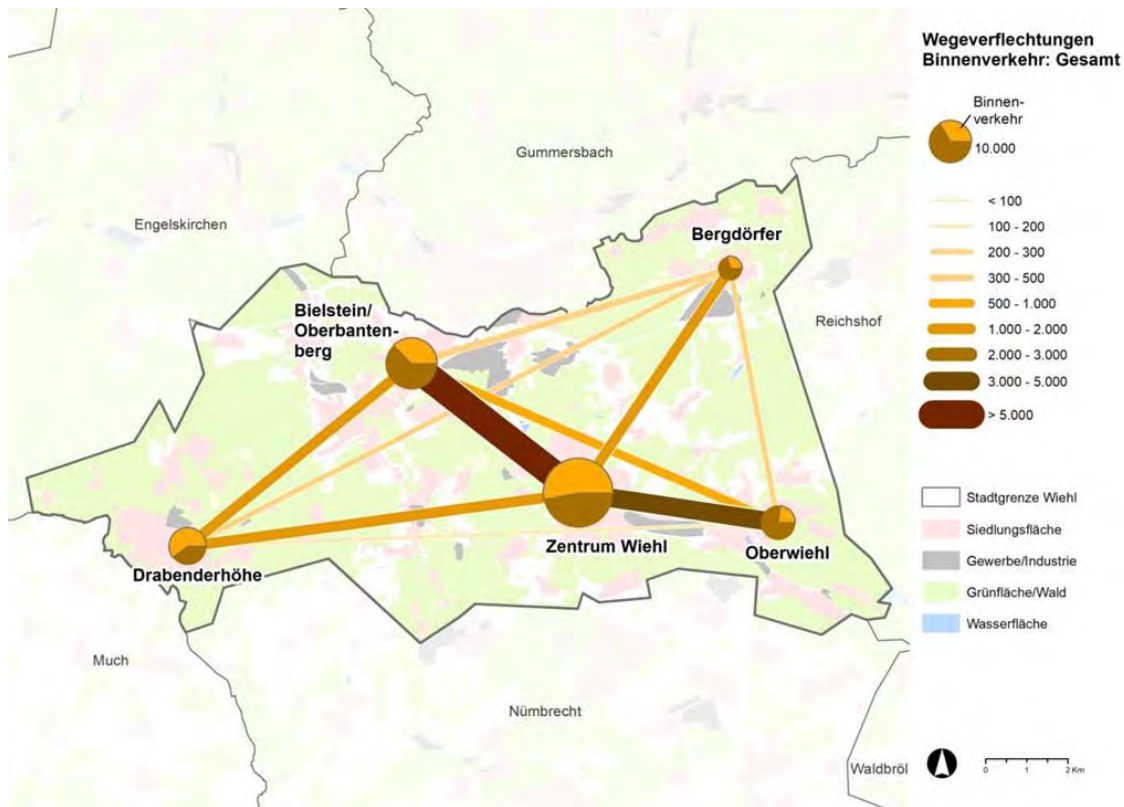 Wegeverflechtungen
Binnenverkehr: Gesamt
Binnen-
verkehr
10.000
< 100
100 - 200
200 - 300
300 - 500
500 - 1.000
1.000 - 2.000
2.000 - 3.000
3.000 - 5.000
> 5.000
Stadtgrenze Wiehl
Siedlungsfläche
Gewerbe/Industrie
Grünfläche/Wald
Wasserfläche
Gummersbach
Engelskirchen
Bergdörfer
Bielstein/
Oberbanten-
berg
Reichshof
Zentrum Wiehl
Oberwiehl
Drabenderhöhe
Much
Nümbrecht
Waldbröl
0 1 2 Km